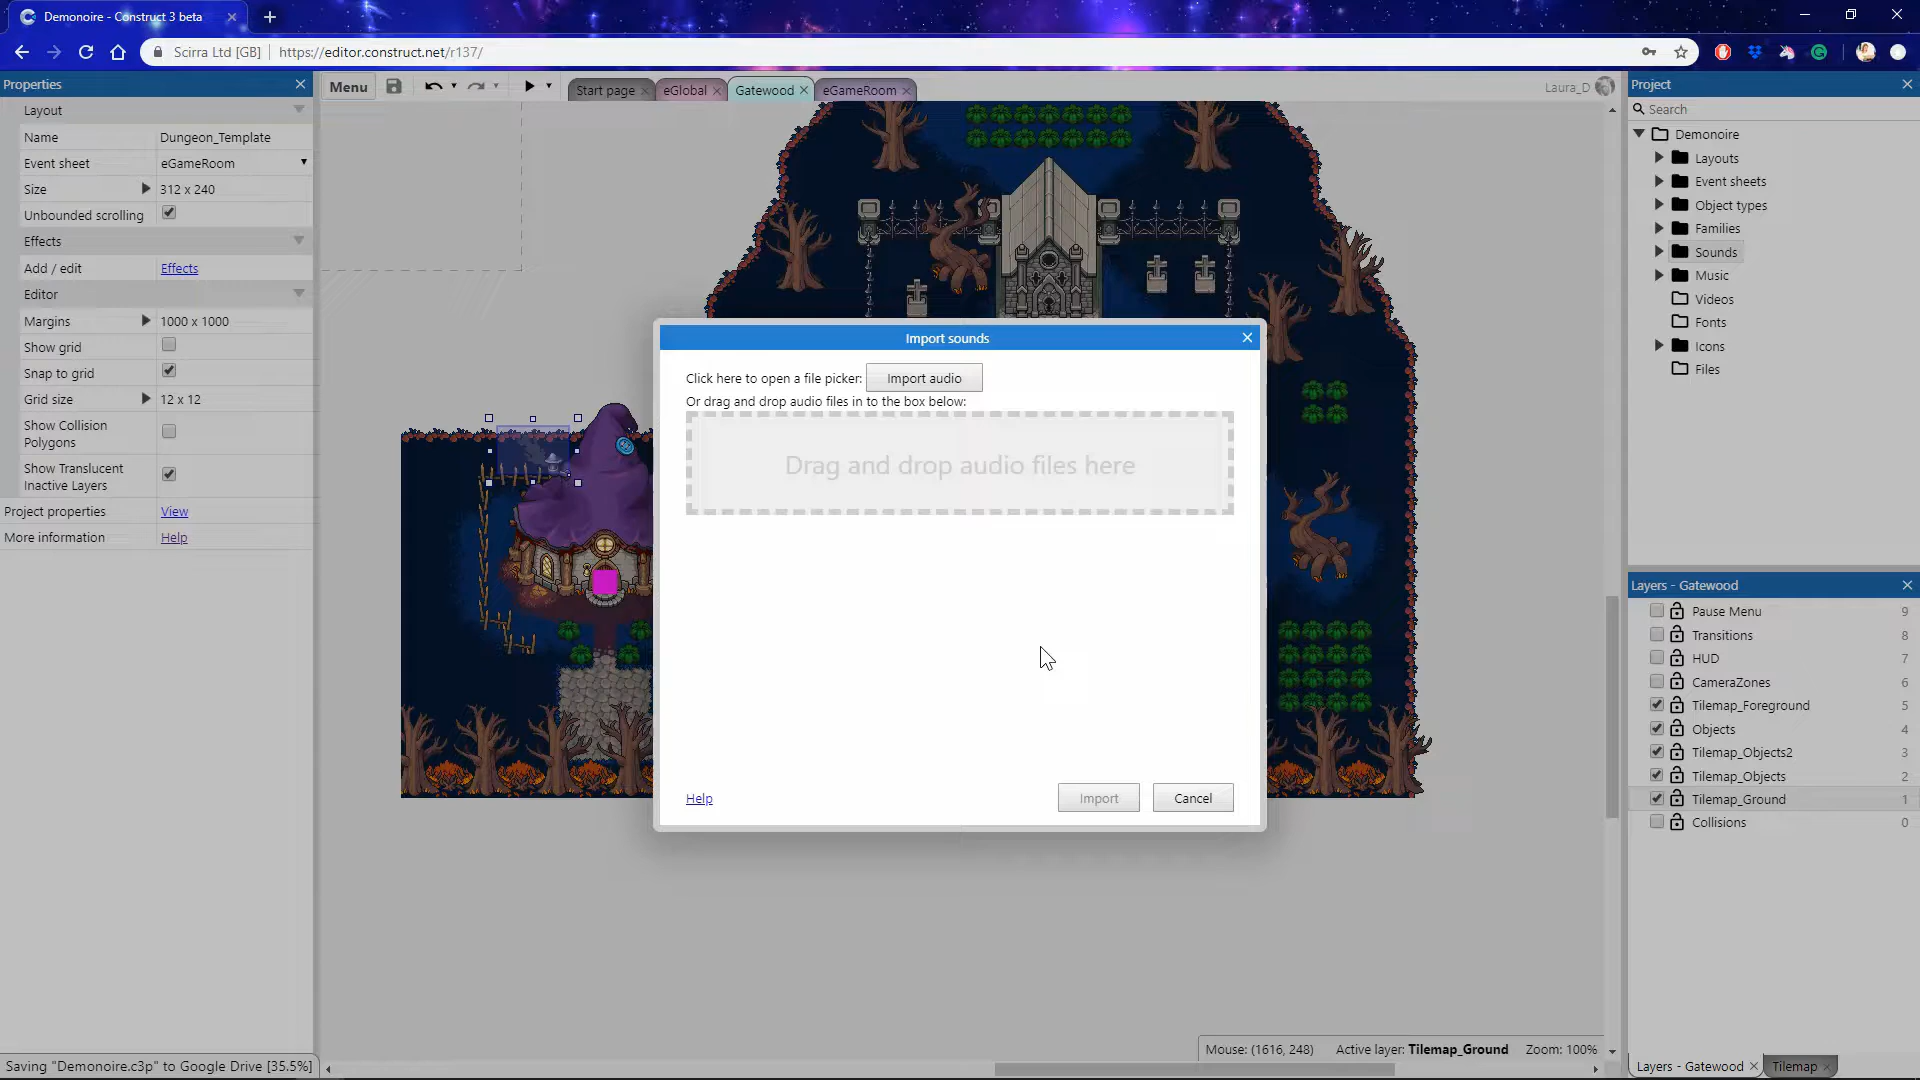 Demonoire - Construct 3 beta
Scirra Ltd [GB] https://editor.construct.net/r137/
Properties
Layout
Name Dungeon_Template
Event sheet eGameRoom
Size 312 x 240
Unbounded scrolling
Effects
Add / edit Effects
Editor
Margins 1000 x 1000
Show grid
Snap to grid
Grid size 12 x 12
Show Collision
Polygons
Show Translucent
Inactive Layers
Project properties View
More information Help
Saving "Demonoire.c3p" to Google Drive [35.5%]
Menu
Start page
eGlobal
Gatewood
eGameRoom
Laura_D
Import sounds
Click here to open a file picker: Import audio
Or drag and drop audio files in to the box below:
Drag and drop audio files here
Help
Import
Cancel
Mouse: (1616, 248) Active layer: Tilemap_Ground Zoom: 100%
Project
Search
Demonoire
Layouts
Event sheets
Object types
Families
Sounds
Music
Videos
Fonts
Icons
Files
Layers - Gatewood
Pause Menu 9
Transitions 8
HUD 7
CameraZones 6
Tilemap_Foreground 5
Objects 4
Tilemap_Objects2 3
Tilemap_Objects 2
Tilemap_Ground 1
Collisions 0
Layers - Gatewood
Tilemap